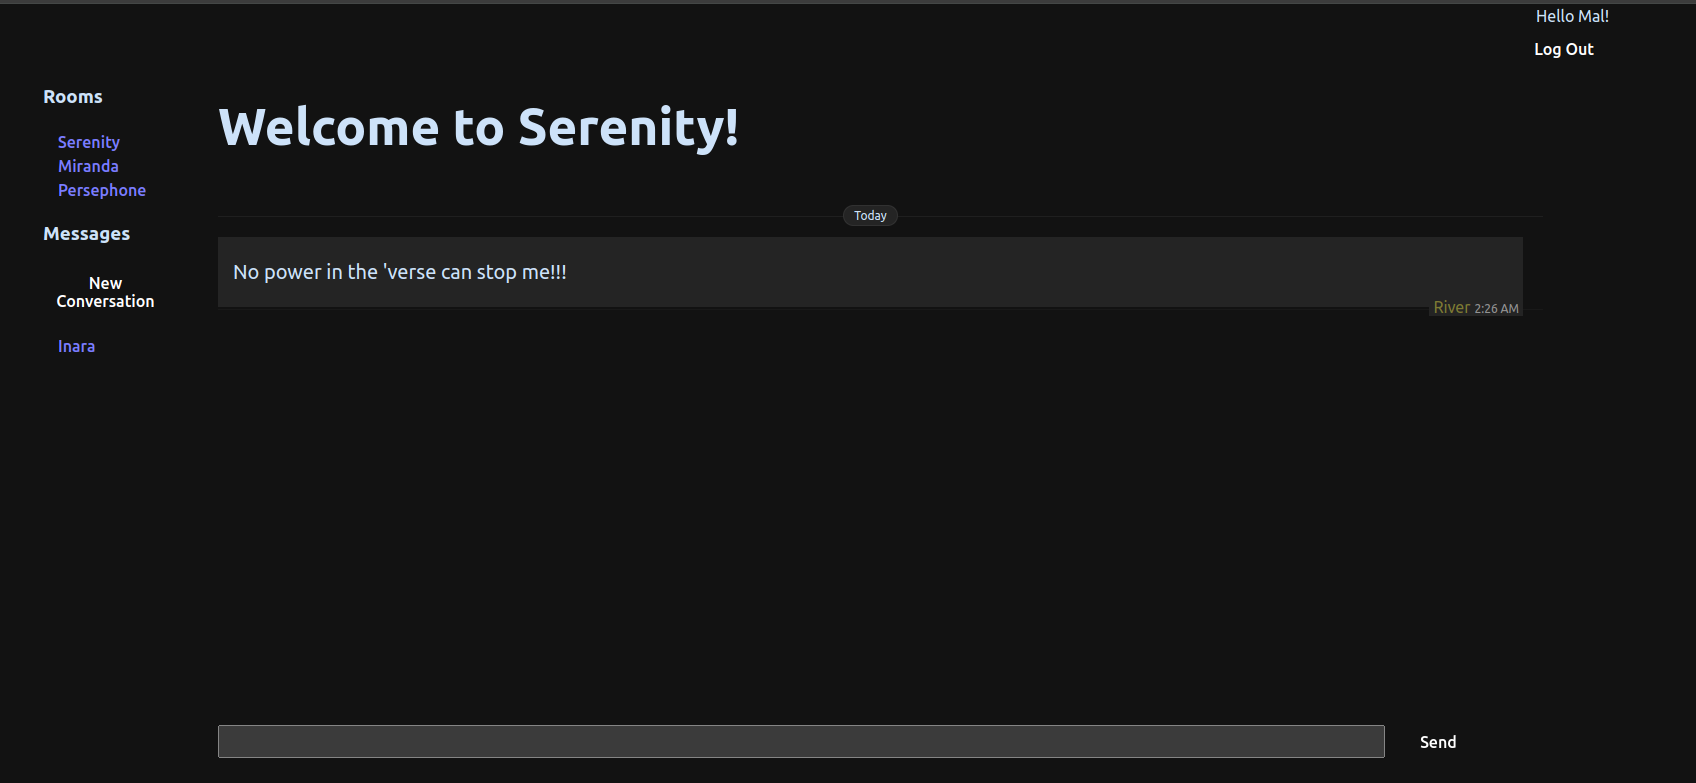 Hello Mal!
Log Out
Rooms
Serenity
Miranda
Persephone
Messages
New
Conversation
Inara
Welcome to Serenity!
Today
No power in the 'verse can stop me!!!
River 2:26 AM
Send